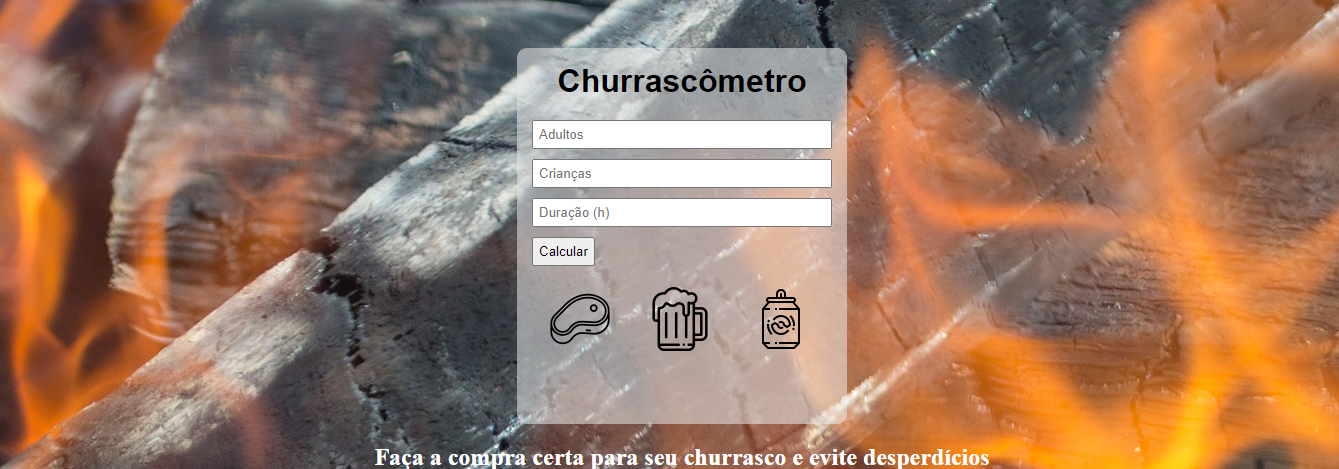 Churrascômetro
Adultos
Crianças
Duração (h)
Calcular
Faça a compra certa para seu churrasco e evite desperdícios